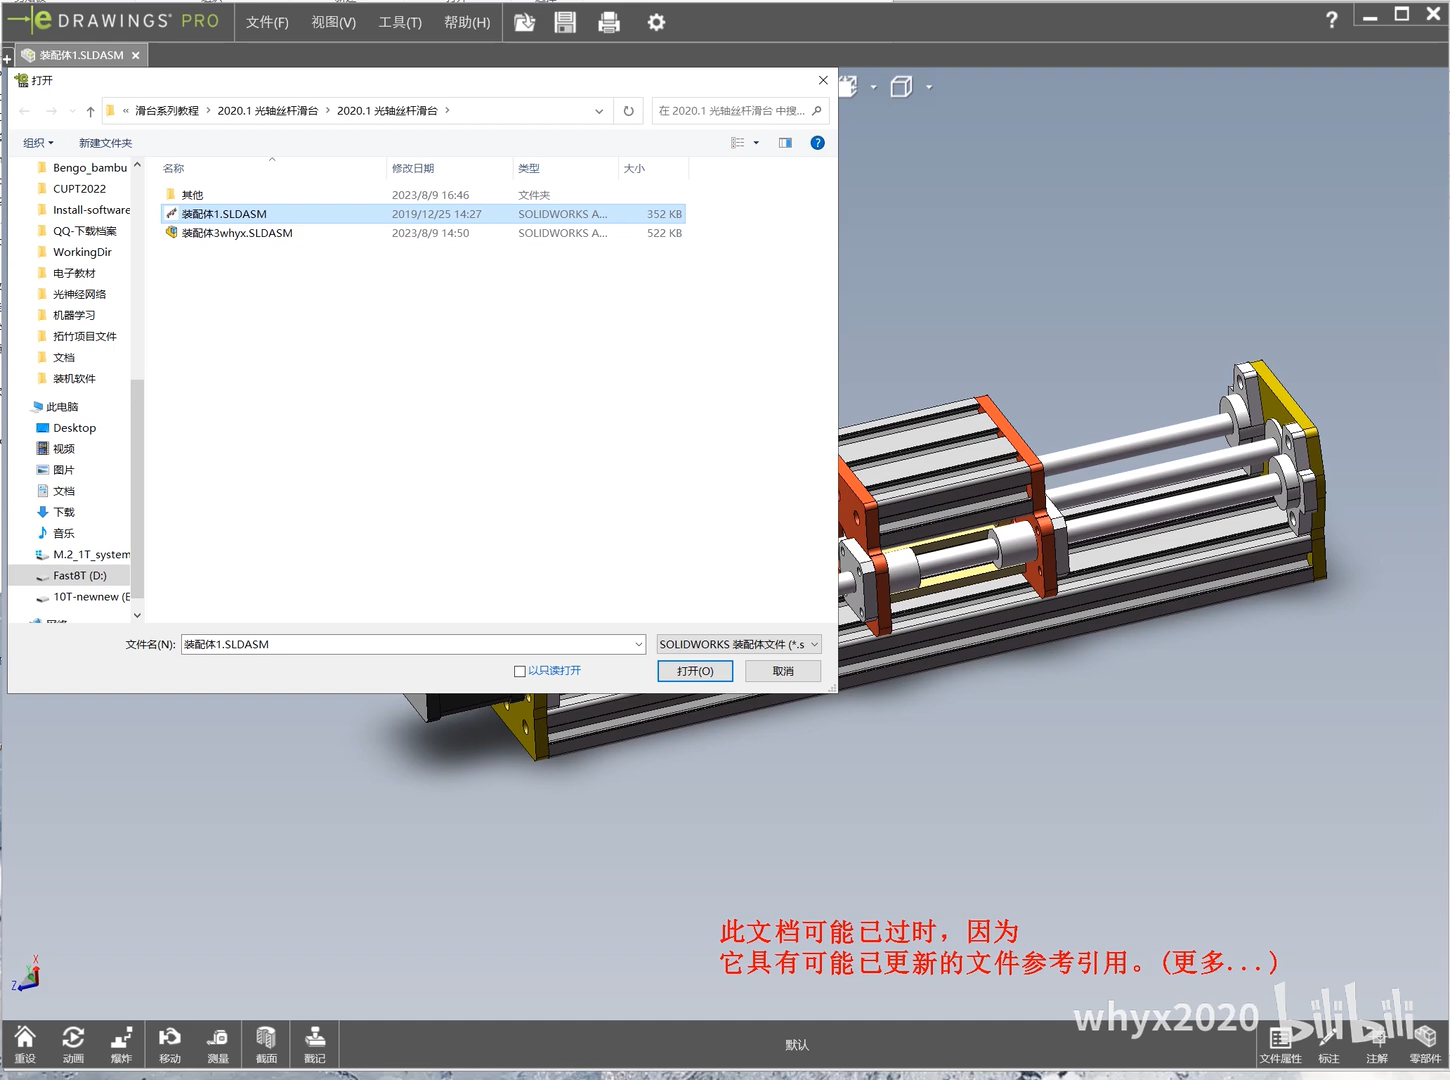 eDRAWINGS® PRO 文件(F) 视图(V) 工具(T) 帮助(H) ?
+ 装配体1.SLDASM
打开
« 滑台系列教程 > 2020.1 光轴丝杆滑台 > 2020.1 光轴丝杆滑台 >
在 2020.1 光轴丝杆滑台 中搜...
组织 新建文件夹
名称 修改日期 类型 大小
其他 2023/8/9 16:46 文件夹
装配体1.SLDASM 2019/12/25 14:27 SOLIDWORKS A... 352 KB
装配体3whyx.SLDASM 2023/8/9 14:50 SOLIDWORKS A... 522 KB
Bengo_bambu
CUPT2022
Install-software
QQ-下载档案
WorkingDir
电子教材
光神经网络
机器学习
拓竹项目文件
文档
装机软件
此电脑
Desktop
视频
图片
文档
下载
音乐
M.2_1T_system
Fast8T (D:)
10T-newnew (E
文件名(N): 装配体1.SLDASM SOLIDWORKS 装配体文件 (*.s
以只读打开 打开(O) 取消
此文档可能已过时，因为
它具有可能已更新的文件参考引用。(更多...)
X
Y
Z
whyx2020 bilibili
重设 动画 爆炸 移动 测量 截面 戳记 默认 文件属性 标注 注解 零部件